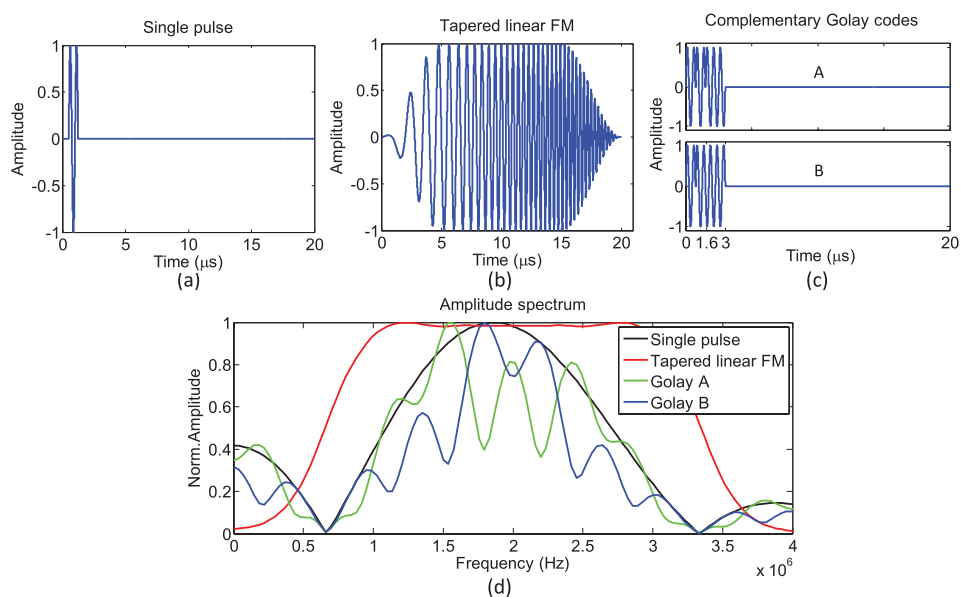 Single pulse
1
0.5
0
-0.5
-1
Amplitude
0 5 10 15 20
Time (μs)
(a)
Tapered linear FM
1
0.5
0
-0.5
-1
Amplitude
0 5 10 15 20
Time (μs)
(b)
Complementary Golay codes
1
0
-1
A
Amplitude
1
0
-1
B
0 1.6 3 20
Time (μs)
(c)
Amplitude spectrum
1
0.8
0.6
0.4
0.2
0
Norm.Amplitude
Single pulse
Tapered linear FM
Golay A
Golay B
0 0.5 1 1.5 2 2.5 3 3.5 4
Frequency (Hz)
x 10⁶
(d)